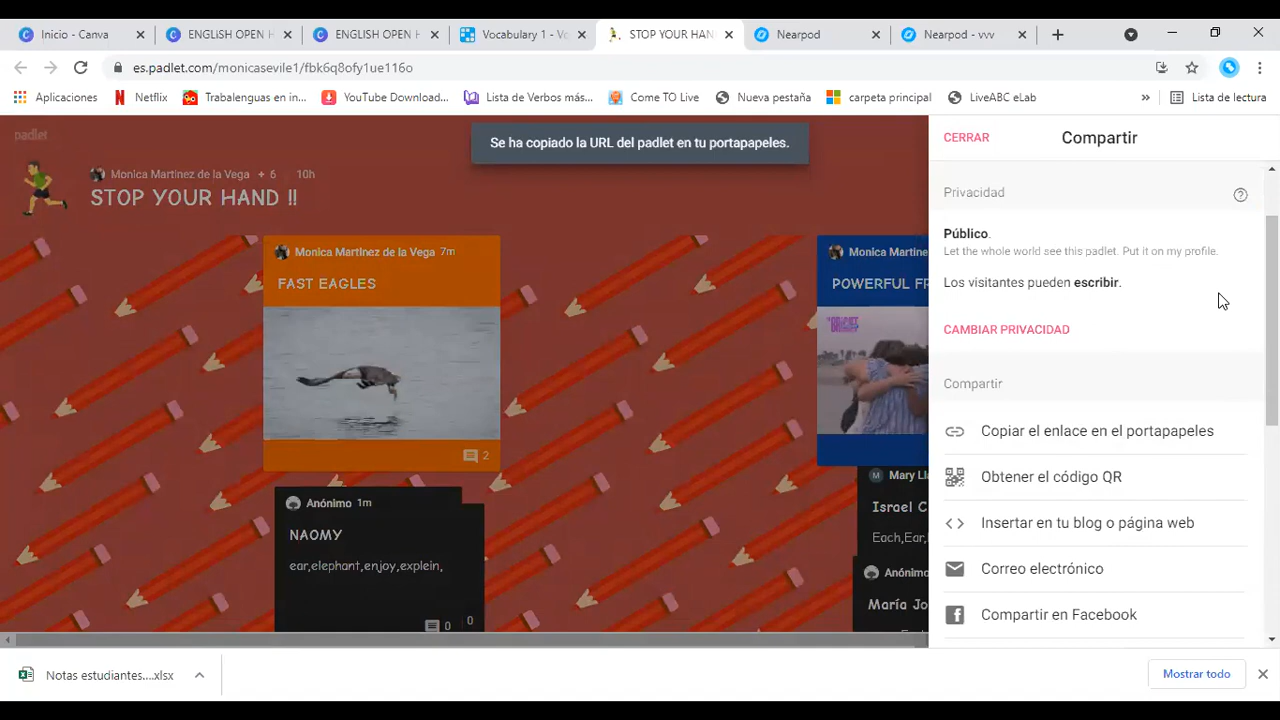 Inicio - Canva
ENGLISH OPEN H
ENGLISH OPEN H
Vocabulary 1 - Vo
STOP YOUR HAN
Nearpod
Nearpod - vvv
es.padlet.com/monicasevile1/fbk6q8ofy1ue116o
Aplicaciones
Netflix
Trabalenguas en in...
YouTube Download...
Lista de Verbos más...
Come TO Live
Nueva pestaña
carpeta principal
LiveABC eLab
»
Lista de lectura
padlet
Se ha copiado la URL del padlet en tu portapapeles.
CERRAR
Compartir
Monica Martinez de la Vega + 6 10h
STOP YOUR HAND !!
Privacidad
Público.
Let the whole world see this padlet. Put it on my profile.
Los visitantes pueden escribir.
CAMBIAR PRIVACIDAD
Monica Martinez de la Vega 7m
FAST EAGLES
2
Monica Martine
POWERFUL FR
Anónimo 1m
NAOMY
ear,elephant,enjoy,explein,
0
0
M Mary Li
Israel C
Each,Ear,
Anónimo
María Jo
Compartir
Copiar el enlace en el portapapeles
Obtener el código QR
Insertar en tu blog o página web
Correo electrónico
Compartir en Facebook
Notas estudiantes....xlsx
Mostrar todo